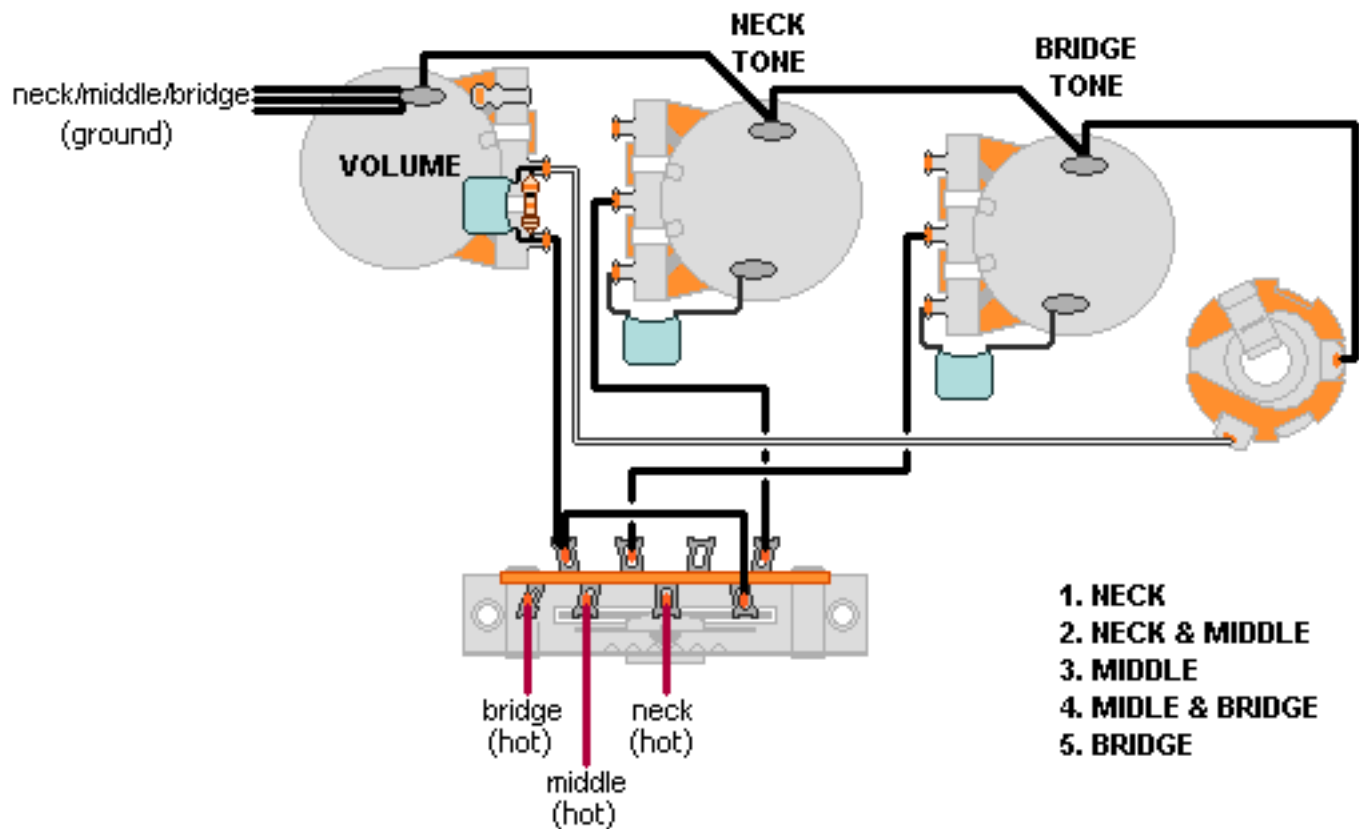 NECK
TONE
BRIDGE
TONE
neck/middle/bridge
(ground)
VOLUME
1. NECK
2. NECK & MIDDLE
3. MIDDLE
4. MIDLE & BRIDGE
5. BRIDGE
bridge
(hot)
neck
(hot)
middle
(hot)